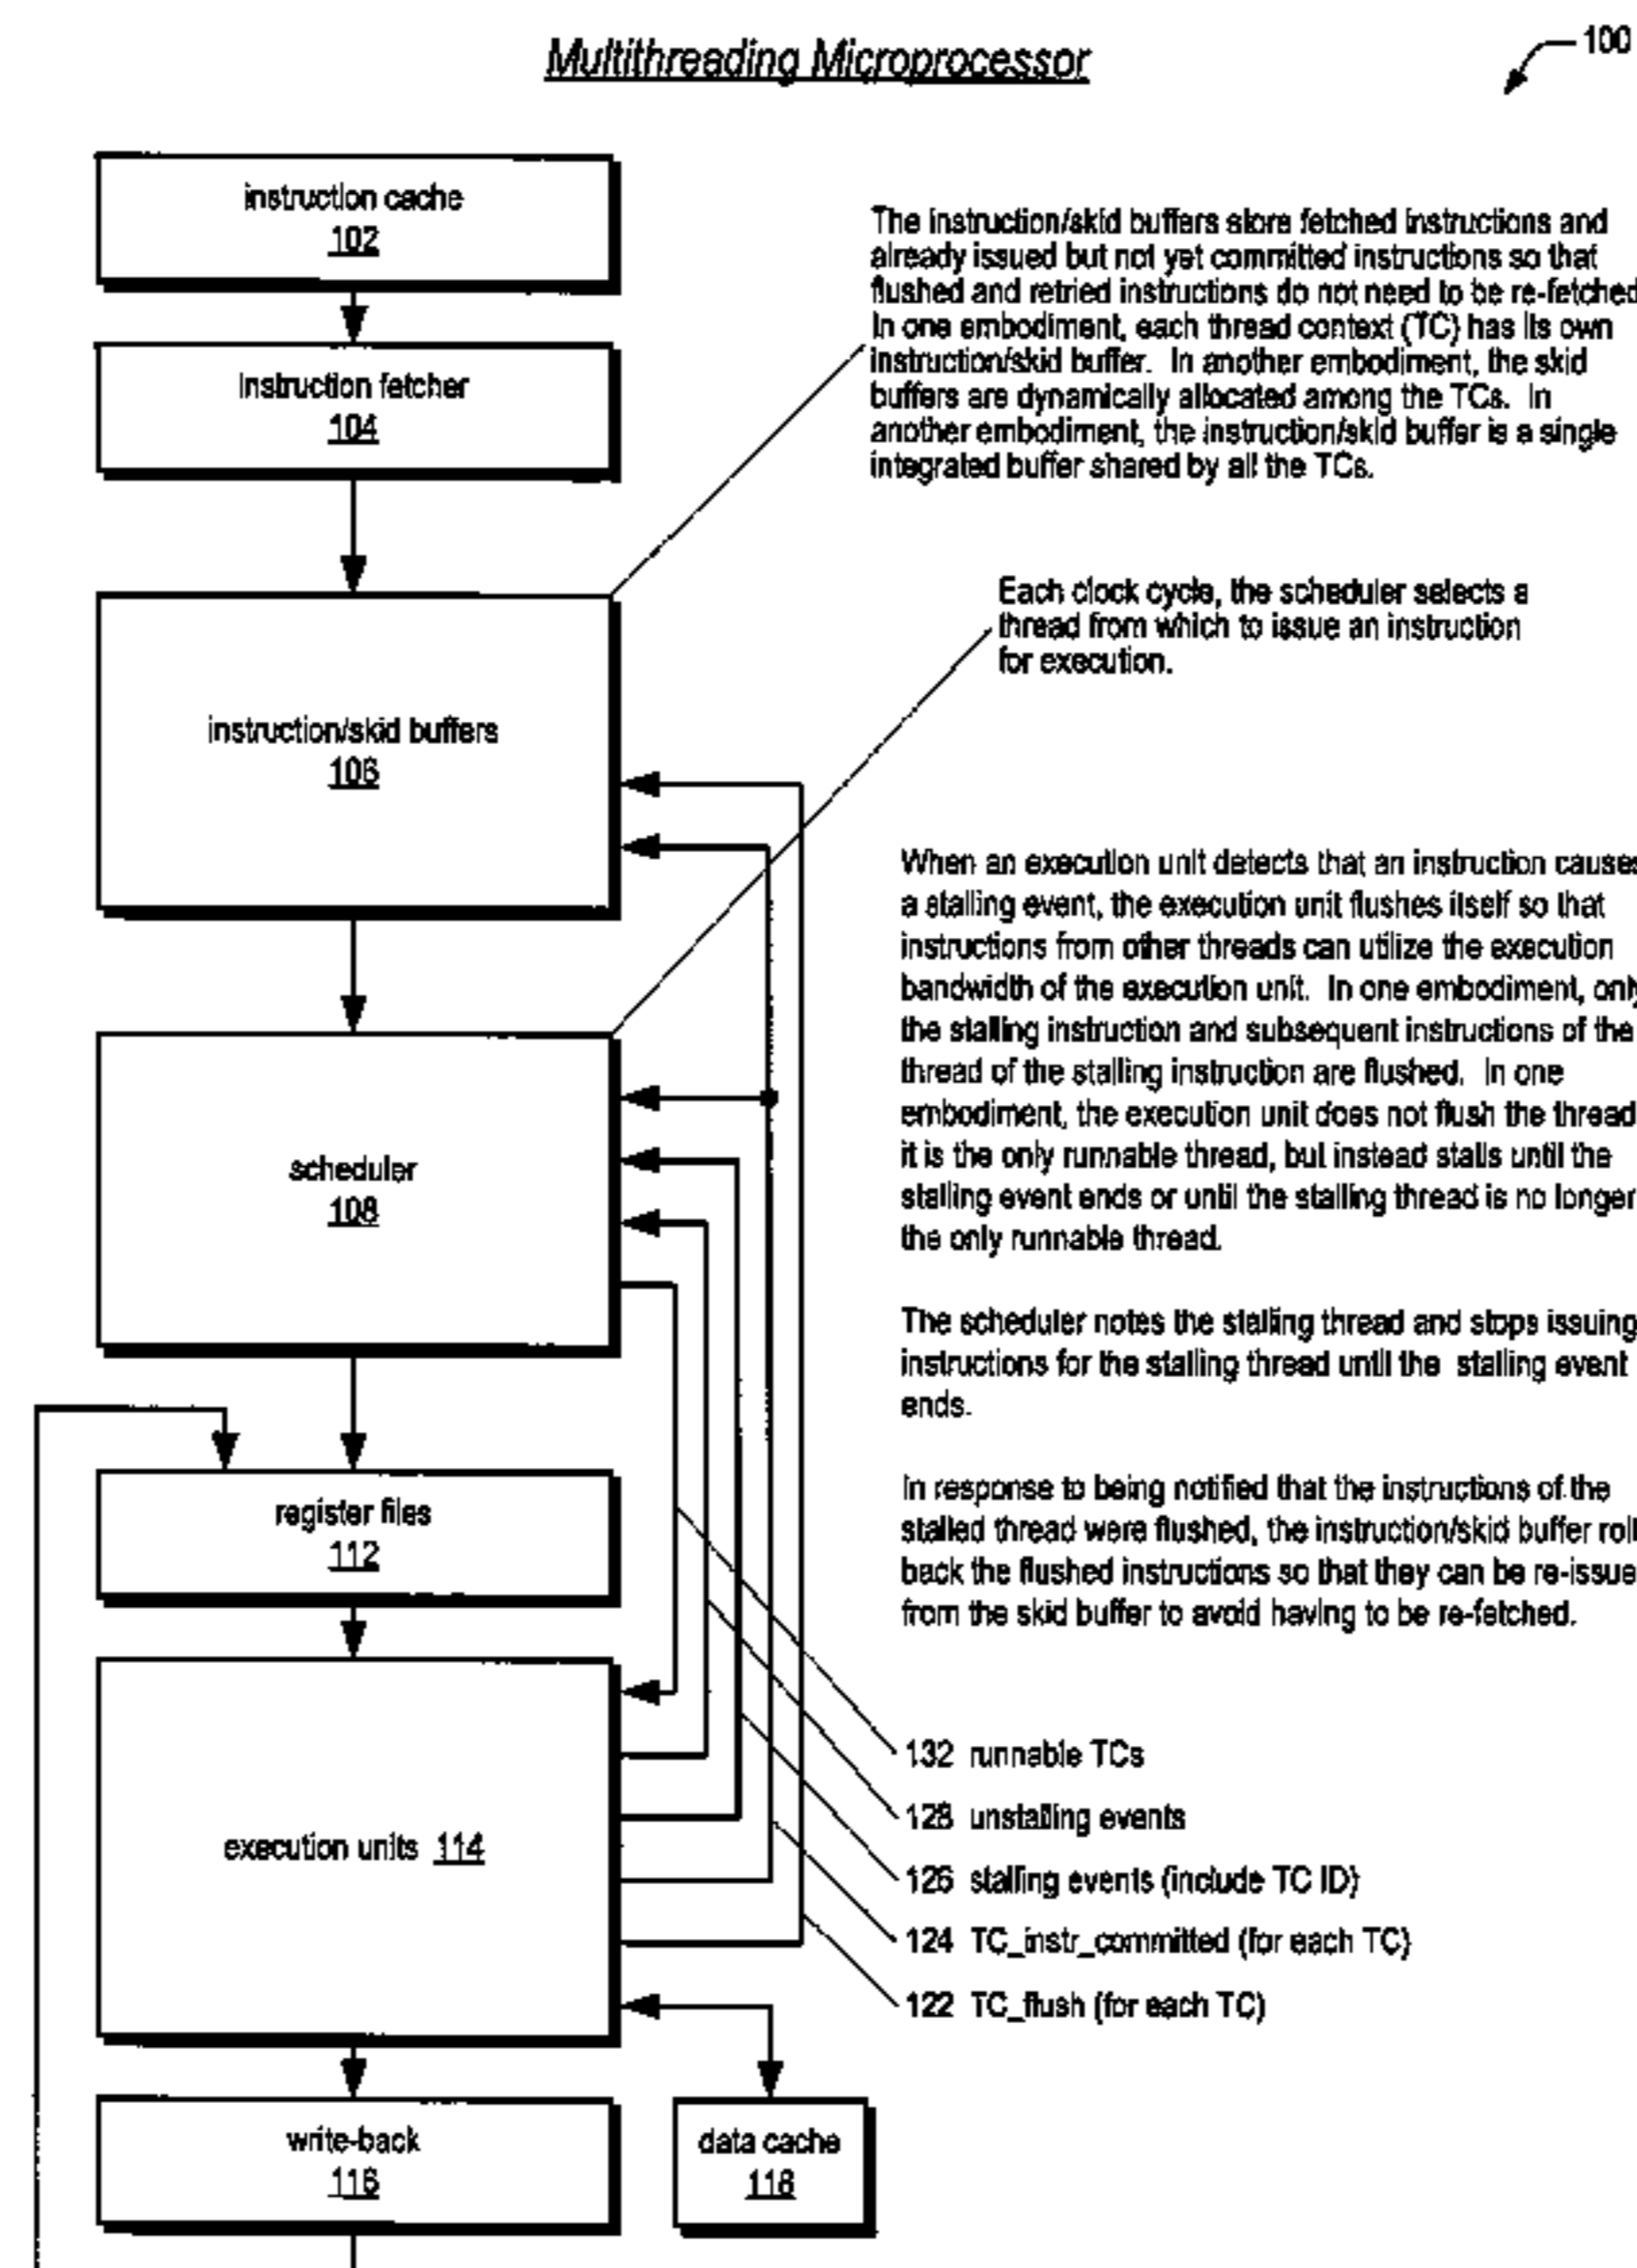 Multithreading Microprocessor
100
instruction cache
102
instruction fetcher
104
The instruction/skid buffers store fetched instructions and
already issued but not yet committed instructions so that
flushed and retried instructions do not need to be re-fetched
In one embodiment, each thread context (TC) has its own
instruction/skid buffer. In another embodiment, the skid
buffers are dynamically allocated among the TCs. In
another embodiment, the instruction/skid buffer is a single
integrated buffer shared by all the TCs.
instruction/skid buffers
106
Each clock cycle, the scheduler selects a
thread from which to issue an instruction
for execution.
scheduler
108
When an execution unit detects that an instruction causes
a stalling event, the execution unit flushes itself so that
instructions from other threads can utilize the execution
bandwidth of the execution unit. In one embodiment, only
the stalling instruction and subsequent instructions of the
thread of the stalling instruction are flushed. In one
embodiment, the execution unit does not flush the thread
it is the only runnable thread, but instead stalls until the
stalling event ends or until the stalling thread is no longer
the only runnable thread.
The scheduler notes the stalling thread and stops issuing
instructions for the stalling thread until the stalling event
ends.
In response to being notified that the instructions of the
stalled thread were flushed, the instruction/skid buffer roll
back the flushed instructions so that they can be re-issue
from the skid buffer to avoid having to be re-fetched.
register files
112
execution units 114
132 runnable TCs
128 unstalling events
126 stalling events (include TC ID)
124 TC_instr_committed (for each TC)
122 TC_flush (for each TC)
write-back
116
data cache
118